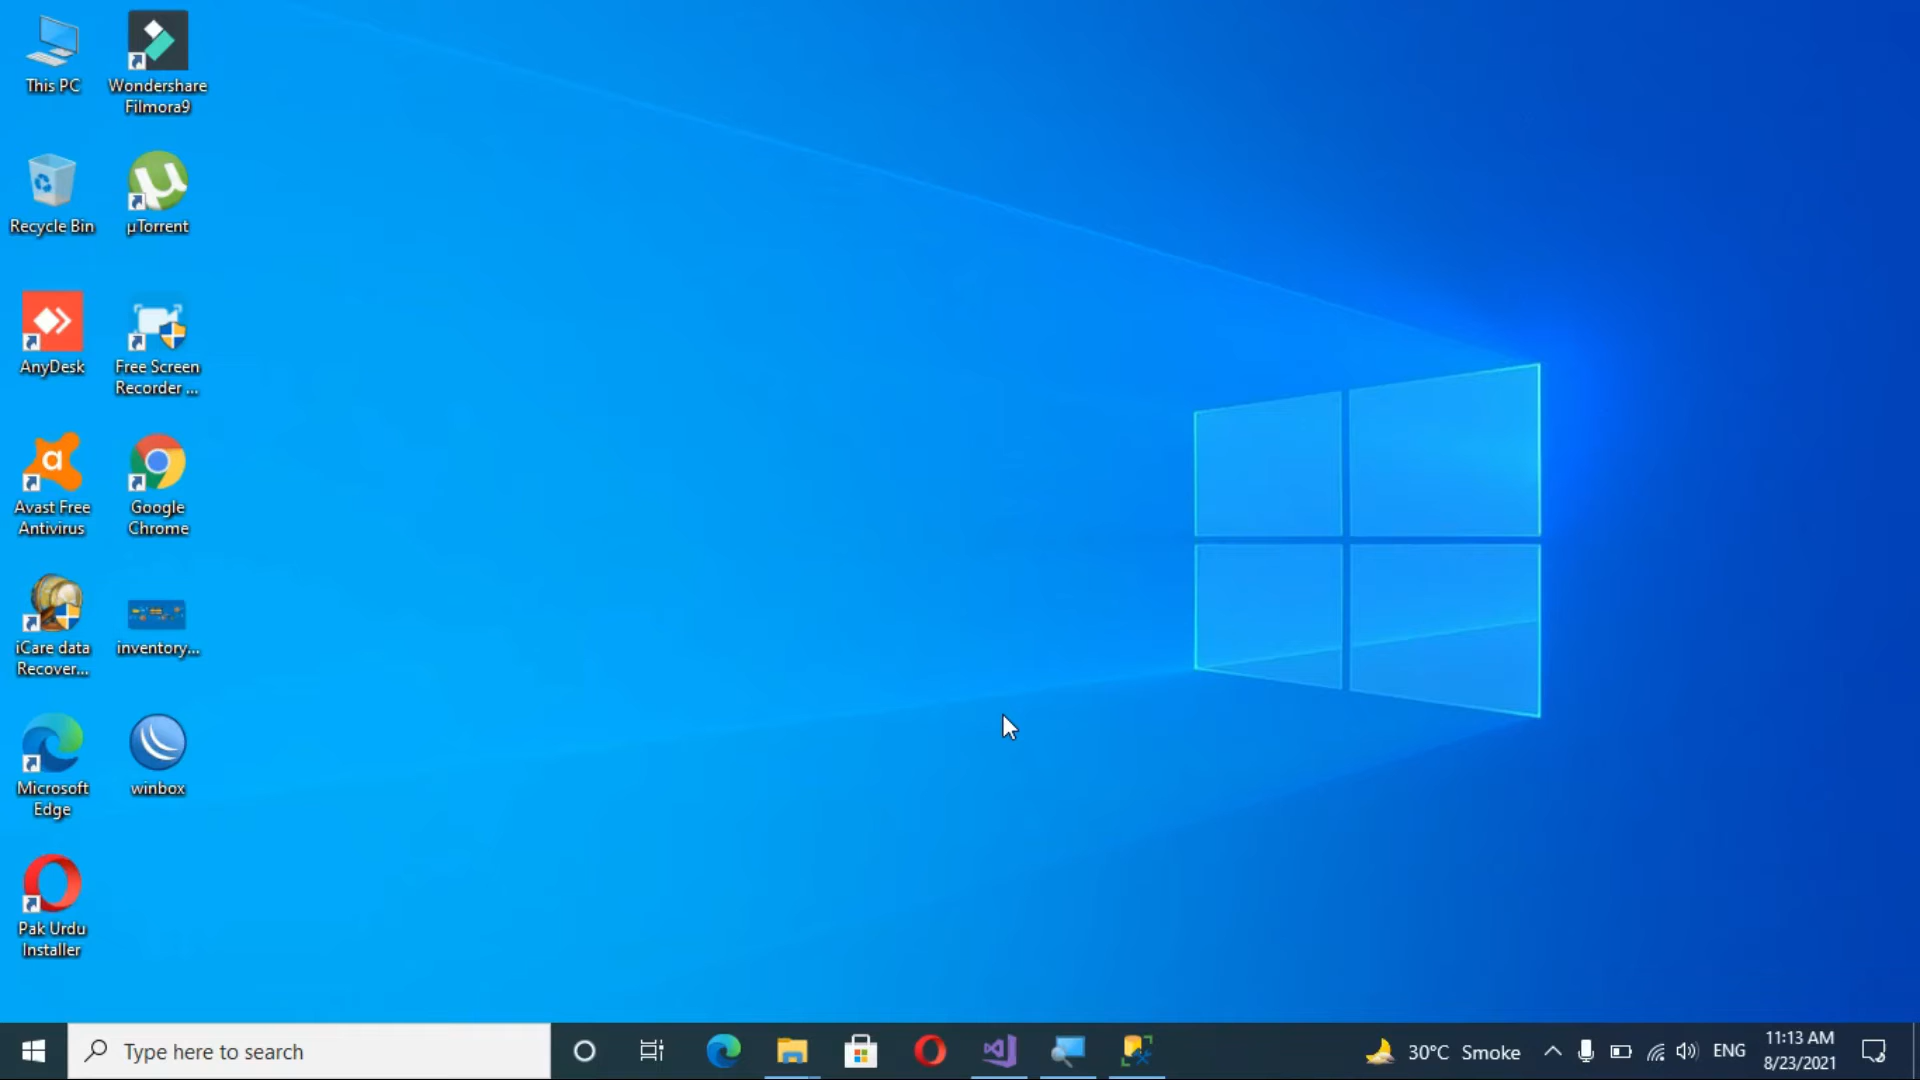 This PC
Wondershare
Filmora9
Recycle Bin
µTorrent
AnyDesk
Free Screen
Recorder ...
Avast Free
Antivirus
Google
Chrome
iCare data
Recover...
inventory...
Microsoft
Edge
winbox
Pak Urdu
Installer
Type here to search
30°C Smoke
ENG
11:13 AM
8/23/2021